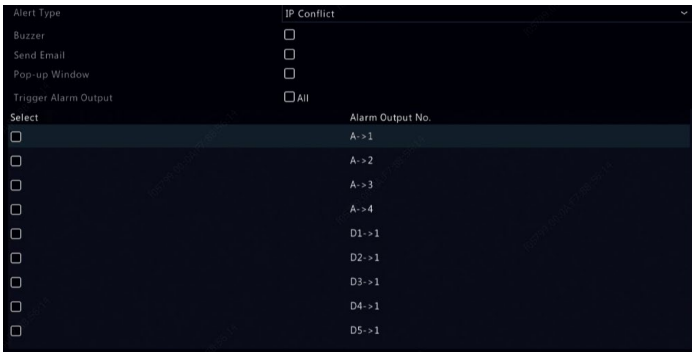 Alert Type IP Conflict
Buzzer
Send Email
Pop-up Window
Trigger Alarm Output All
Select Alarm Output No.
A->1
A->2
A->3
A->4
D1->1
D2->1
D3->1
D4->1
D5->1